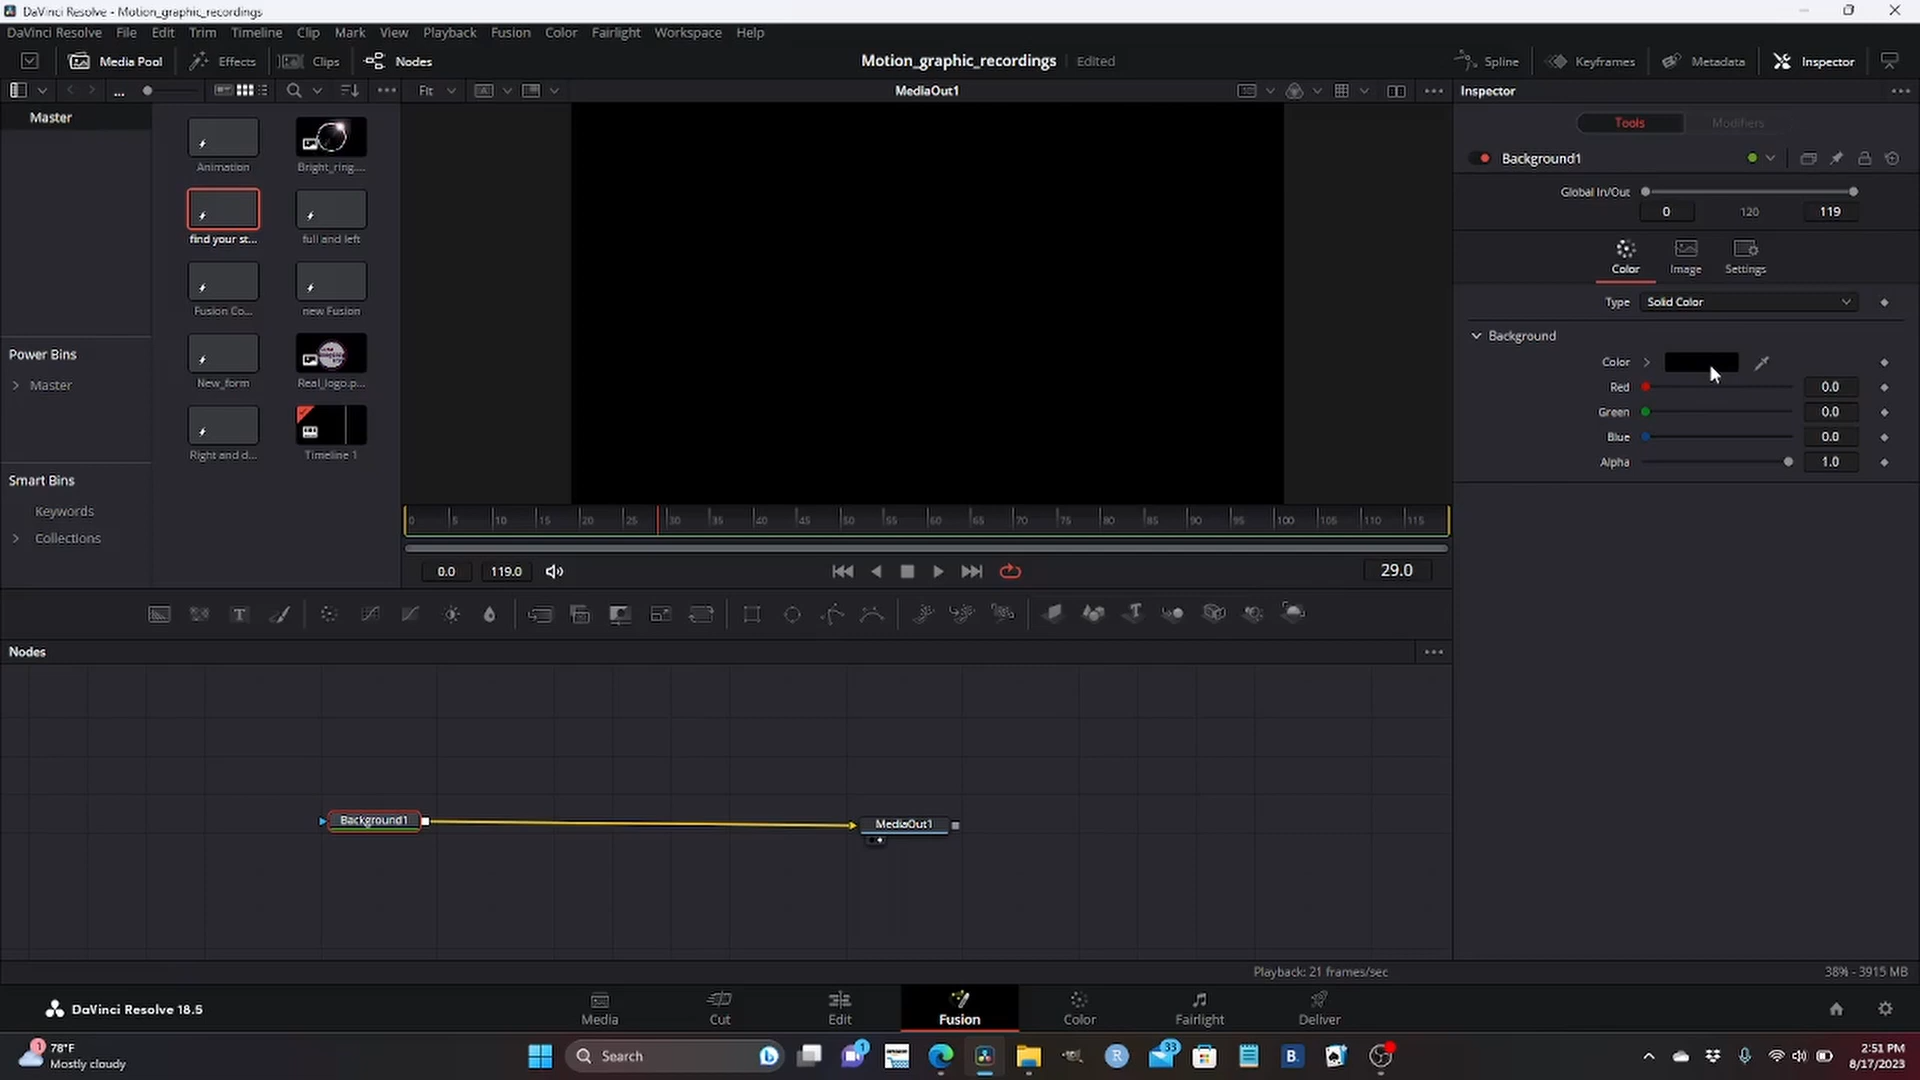 DaVinci Resolve - Motion_graphic_recordings
DaVinci Resolve File Edit Trim Timeline Clip Mark View Playback Fusion Color Fairlight Workspace Help
Media Pool Effects Clips Nodes Motion_graphic_recordings Edited Spline Keyframes Metadata Inspector
... Fit MediaOut1 Inspector
Master
Tools Modifiers
Animation Bright_ring....
Background1
Global In/Out
0 120 119
find your st... full and left
Color Image Settings
Fusion Co... new Fusion
Type Solid Color
Background
Power Bins
Master
New_form Real_logo.p...
Color
Red 0.0
Green 0.0
Blue 0.0
Alpha 1.0
Right and d... Timeline 1
Smart Bins
Keywords
Collections
0 5 10 15 20 25 30 35 40 45 50 55 60 65 70 75 80 85 90 95 100 105 110 115
0.0 119.0 29.0
T
Nodes
Background1 MediaOut1
Playback: 21 frames/sec 38% - 3915 MB
DaVinci Resolve 18.5
Media Cut Edit Fusion Color Fairlight Deliver
1 78°F
Mostly cloudy
Search
1
R
33
B.
2:51 PM
8/17/2023